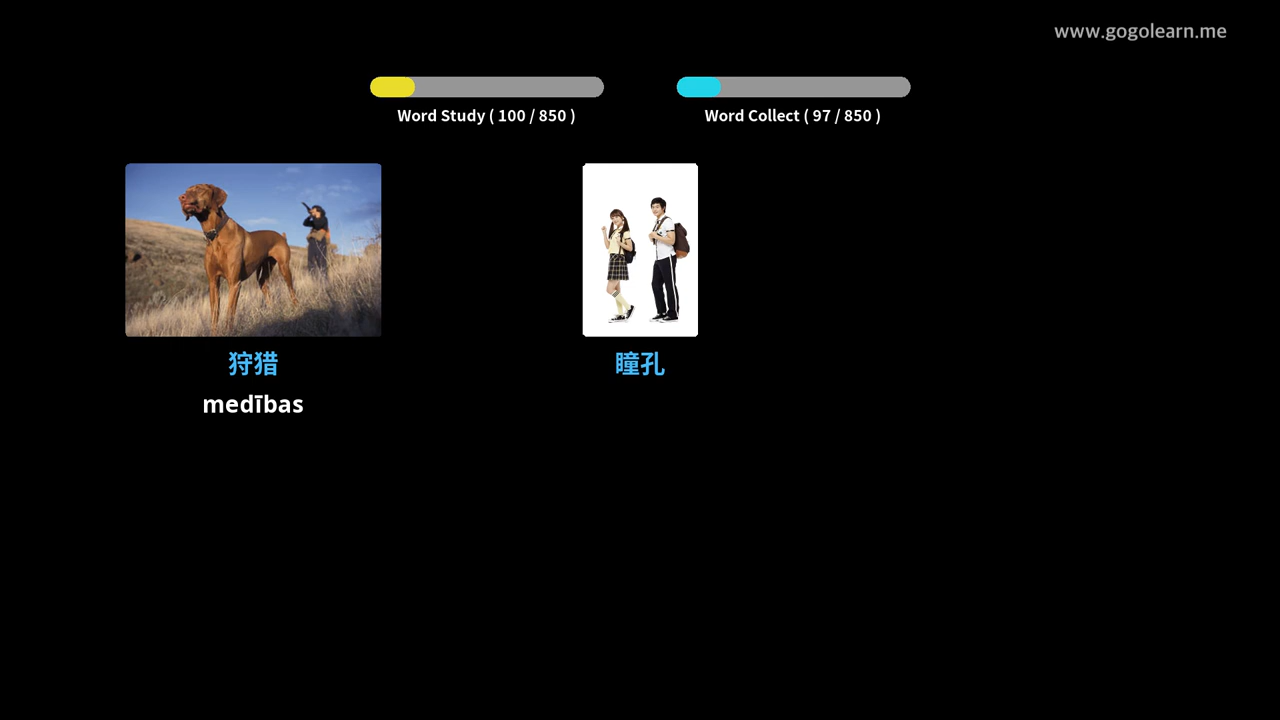 www.gogolearn.me
Word Study ( 100 / 850 )
Word Collect ( 97 / 850 )
狩猎
瞳孔
medības